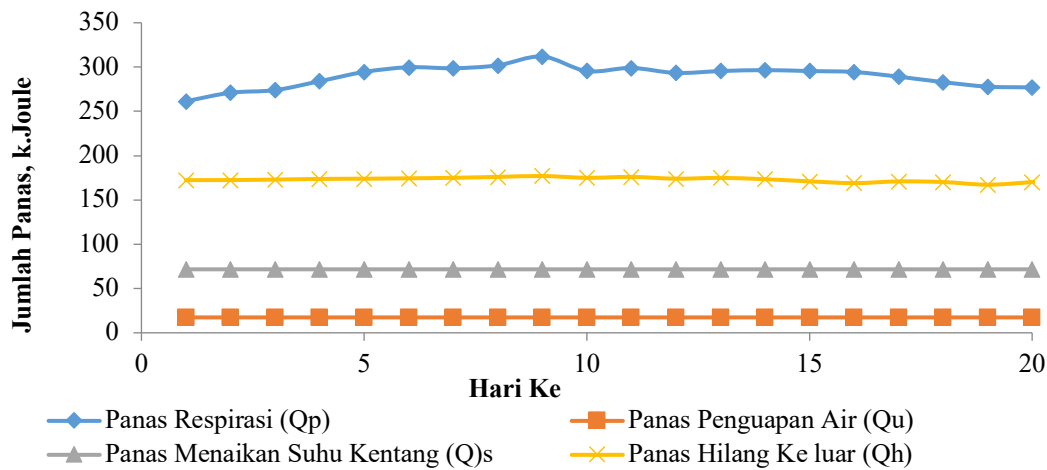 350
300
250
200
150
100
50
0
Jumlah Panas, k.Joule
0 5 10 15 20
Hari Ke
Panas Respirasi (Qp) Panas Penguapan Air (Qu)
Panas Menaikan Suhu Kentang (Q)s Panas Hilang Ke luar (Qh)